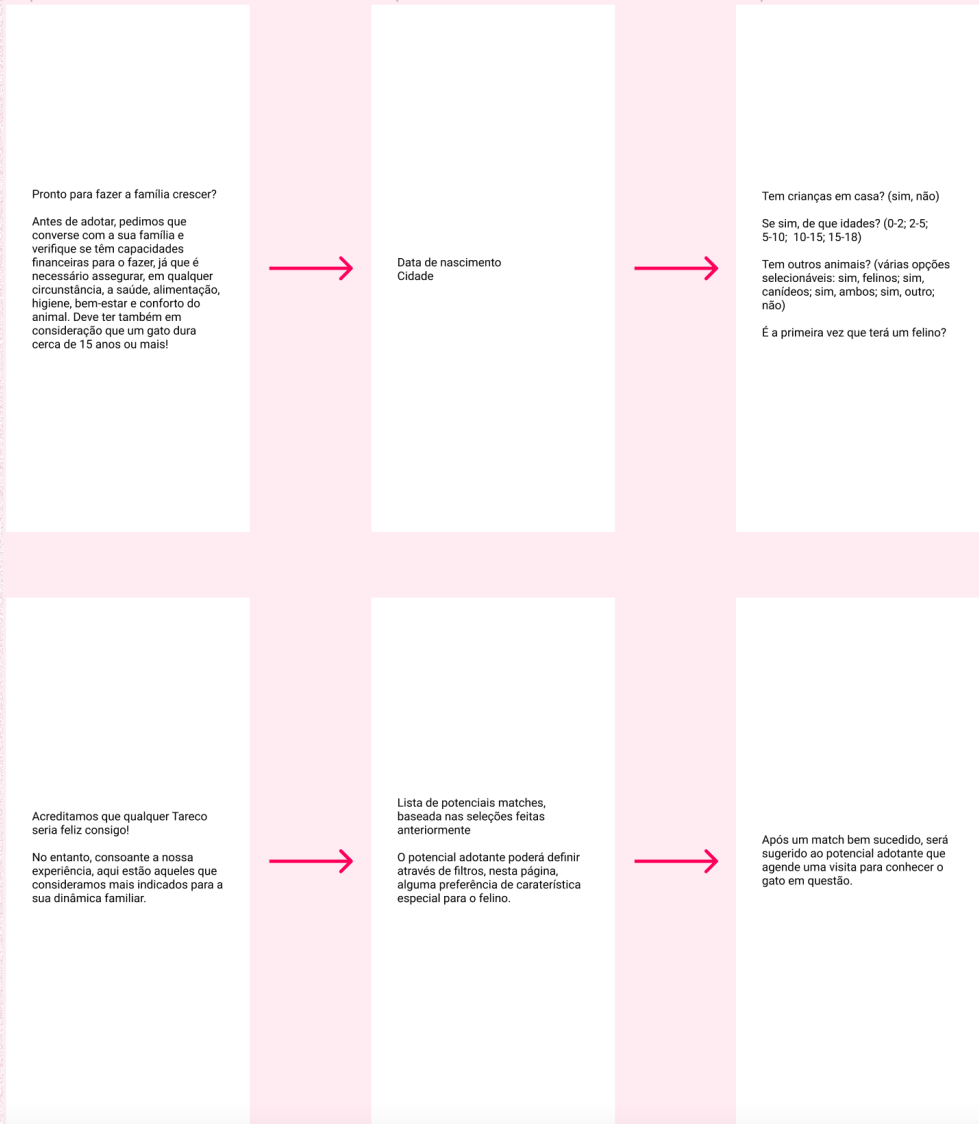 Pronto para fazer a família crescer?
Antes de adotar, pedimos que
converse com a sua família e
verifique se têm capacidades
financeiras para o fazer, já que é
necessário assegurar, em qualquer
circunstância, a saúde, alimentação,
higiene, bem-estar e conforto do
animal. Deve ter também em
consideração que um gato dura
cerca de 15 anos ou mais!
Data de nascimento
Cidade
Tem crianças em casa? (sim, não)
Se sim, de que idades? (0-2; 2-5;
5-10; 10-15; 15-18)
Tem outros animais? (várias opções
selecionáveis: sim, felinos; sim,
canídeos; sim, ambos; sim, outro;
não)
É a primeira vez que terá um felino?
Acreditamos que qualquer Tareco
seria feliz consigo!
No entanto, consoante a nossa
experiência, aqui estão aqueles que
consideramos mais indicados para a
sua dinâmica familiar.
Lista de potenciais matches,
baseada nas seleções feitas
anteriormente
O potencial adotante poderá definir
através de filtros, nesta página,
alguma preferência de caraterística
especial para o felino.
Após um match bem sucedido, será
sugerido ao potencial adotante que
agende uma visita para conhecer o
gato em questão.